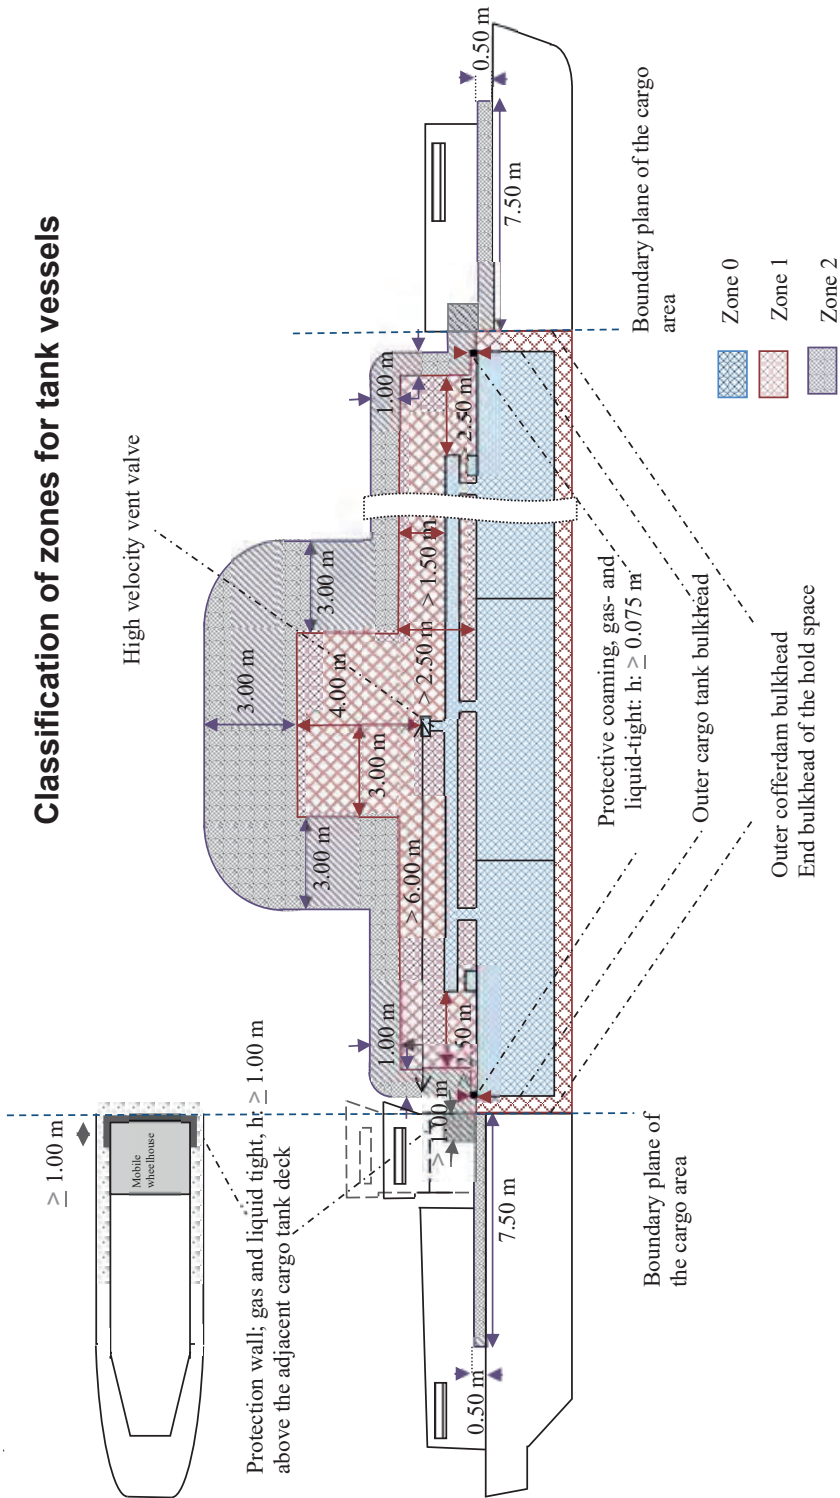 Classification of zones for tank vessels
≥ 1.00 m
Mobile
wheelhouse
Protection wall; gas and liquid tight, h: ≥ 1.00 m
above the adjacent cargo tank deck
High velocity vent valve
3.00 m
3.00 m
4.00 m
3.00 m
3.00 m
1.00 m
1.00 m
> 6.00 m
> 2.50 m
> 1.50 m
2.50 m
2.50 m
> 1.00 m
0.50 m
7.50 m
7.50 m
0.50 m
Boundary plane of
the cargo area
Protective coaming, gas- and
liquid-tight: h: ≥ 0.075 m
Outer cargo tank bulkhead
Outer cofferdam bulkhead
End bulkhead of the hold space
Boundary plane of the cargo
area
Zone 0
Zone 1
Zone 2